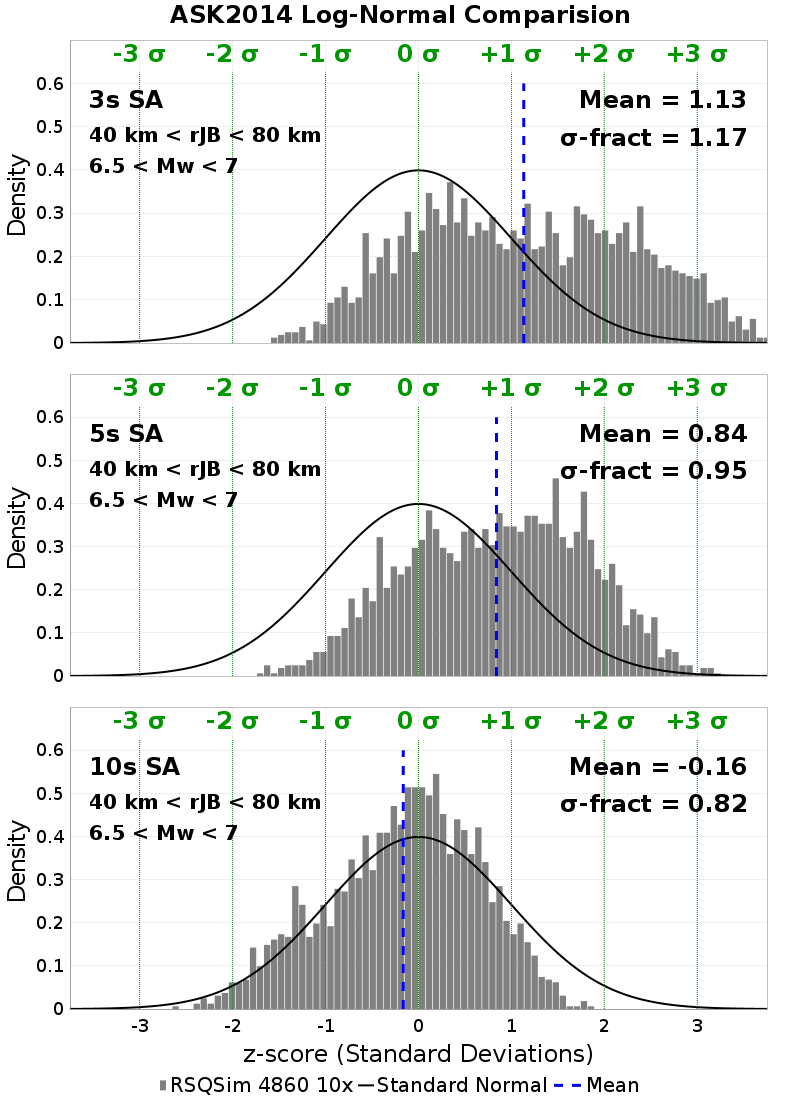 ASK2014 Log-Normal Comparision
-3 σ -2 σ -1 σ 0 σ +1 σ +2 σ +3 σ
3s SA
Mean = 1.13
40 km < rJB < 80 km
σ-fract = 1.17
6.5 < Mw < 7
0.6
0.5
0.4
0.3
0.2
0.1
0
Density
-3 σ -2 σ -1 σ 0 σ +1 σ +2 σ +3 σ
5s SA
Mean = 0.84
40 km < rJB < 80 km
σ-fract = 0.95
6.5 < Mw < 7
0.6
0.5
0.4
0.3
0.2
0.1
0
Density
-3 σ -2 σ -1 σ 0 σ +1 σ +2 σ +3 σ
10s SA
Mean = -0.16
40 km < rJB < 80 km
σ-fract = 0.82
6.5 < Mw < 7
0.6
0.5
0.4
0.3
0.2
0.1
0
Density
-3 -2 -1 0 1 2 3
z-score (Standard Deviations)
RSQSim 4860 10x Standard Normal Mean